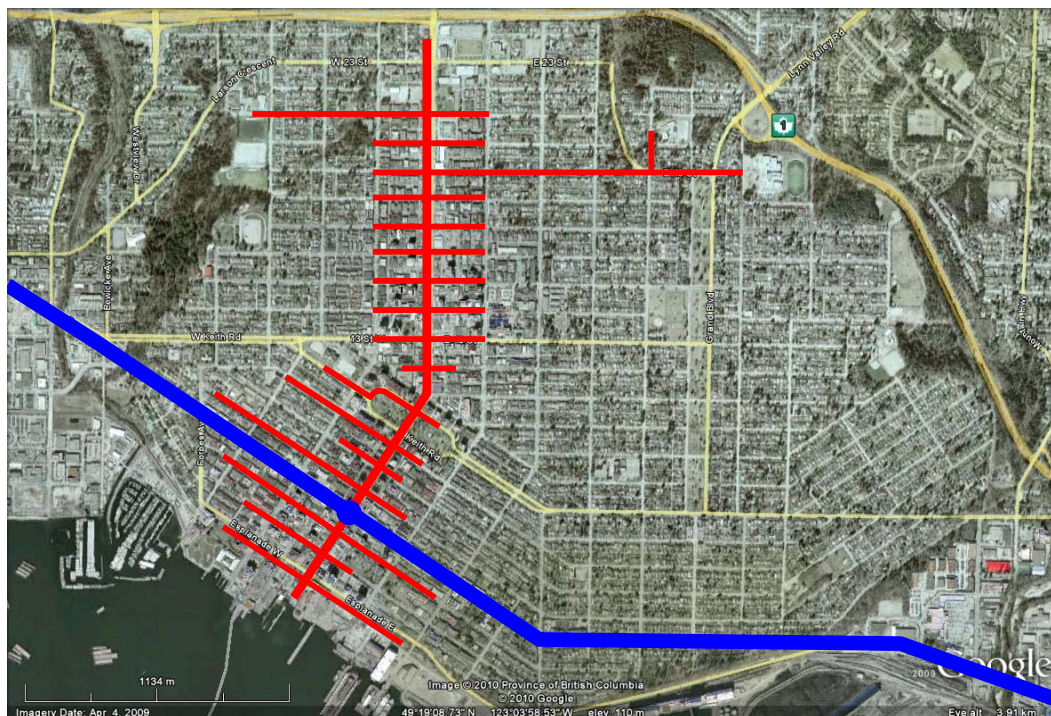 Lynn Valley Rd
W 23 St
E 23 St
Larson Crescent
Westview Dr
1
Bewicke Ave
Grand Blvd
W Keith Rd
13 St
Keith Rd
Forbes Ave
Esplanade W
Esplanade E
Google
2009
1134 m
Image © 2010 Province of British Columbia
© 2010 Google
Imagery Date: Apr 4, 2009
49°19'08.73" N 123°03'58.53" W elev 110 m
Eye alt 3.91 km